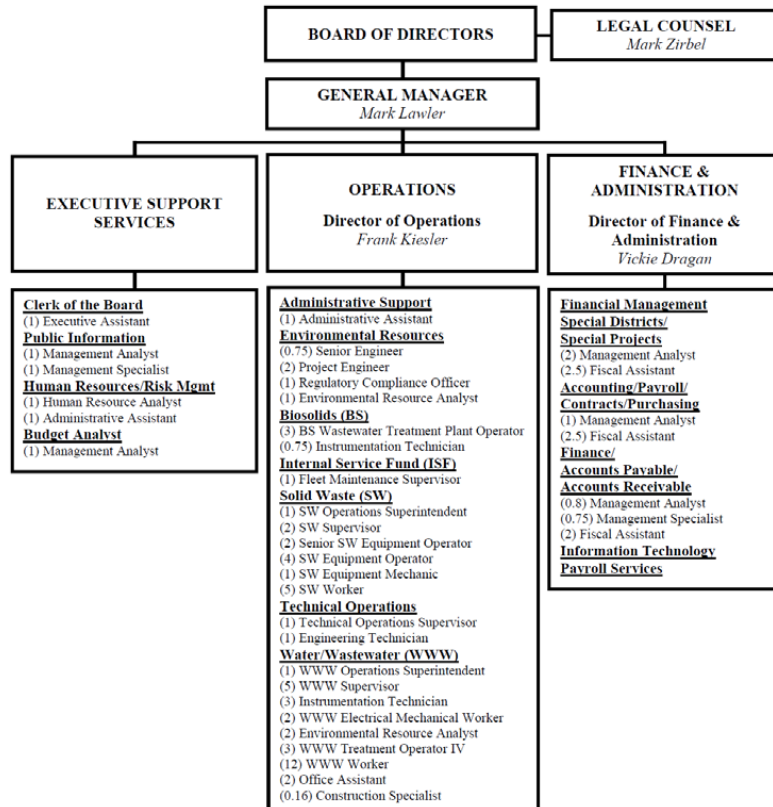 BOARD OF DIRECTORS
LEGAL COUNSEL
Mark Zirbel
GENERAL MANAGER
Mark Lawler
EXECUTIVE SUPPORT
SERVICES
OPERATIONS
Director of Operations
Frank Kiesler
FINANCE &
ADMINISTRATION
Director of Finance &
Administration
Vickie Dragan
Clerk of the Board
(1) Executive Assistant
Public Information
(1) Management Analyst
(1) Management Specialist
Human Resources/Risk Mgmt
(1) Human Resource Analyst
(1) Administrative Assistant
Budget Analyst
(1) Management Analyst
Administrative Support
(1) Administrative Assistant
Environmental Resources
(0.75) Senior Engineer
(2) Project Engineer
(1) Regulatory Compliance Officer
(1) Environmental Resource Analyst
Biosolids (BS)
(3) BS Wastewater Treatment Plant Operator
(0.75) Instrumentation Technician
Internal Service Fund (ISF)
(1) Fleet Maintenance Supervisor
Solid Waste (SW)
(1) SW Operations Superintendent
(2) SW Supervisor
(2) Senior SW Equipment Operator
(4) SW Equipment Operator
(1) SW Equipment Mechanic
(5) SW Worker
Technical Operations
(1) Technical Operations Supervisor
(1) Engineering Technician
Water/Wastewater (WWW)
(1) WWW Operations Superintendent
(5) WWW Supervisor
(3) Instrumentation Technician
(2) WWW Electrical Mechanical Worker
(2) Environmental Resource Analyst
(3) WWW Treatment Operator IV
(12) WWW Worker
(2) Office Assistant
(0.16) Construction Specialist
Financial Management
Special Districts/
Special Projects
(2) Management Analyst
(2.5) Fiscal Assistant
Accounting/Payroll/
Contracts/Purchasing
(1) Management Analyst
(2.5) Fiscal Assistant
Finance/
Accounts Payable/
Accounts Receivable
(0.8) Management Analyst
(0.75) Management Specialist
(2) Fiscal Assistant
Information Technology
Payroll Services